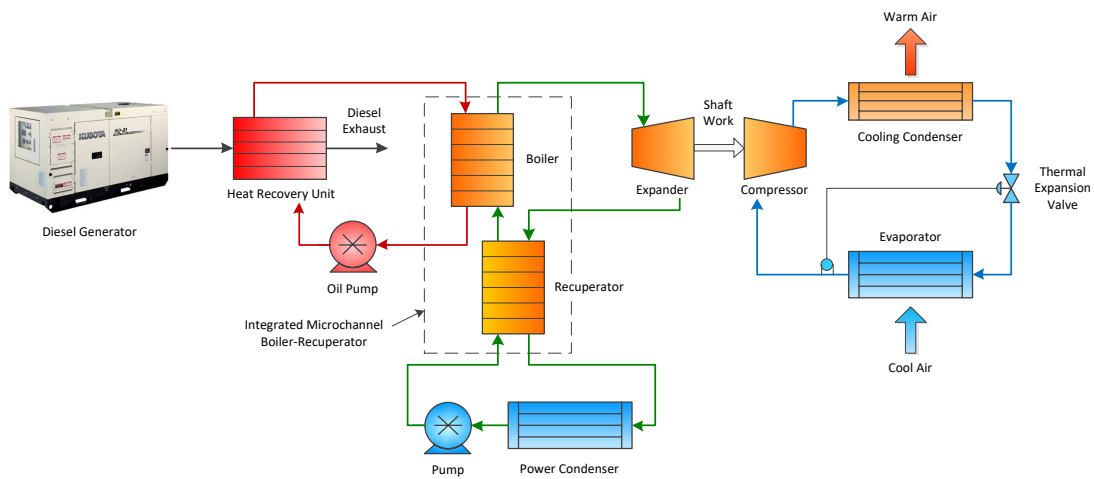 Warm Air
Diesel
Exhaust
Shaft
Work
Cooling Condenser
Boiler
KUBOTA
Heat Recovery Unit
Expander
Compressor
Thermal
Expansion
Valve
Diesel Generator
Evaporator
Oil Pump
Recuperator
Integrated Microchannel
Boiler-Recuperator
Cool Air
Pump
Power Condenser